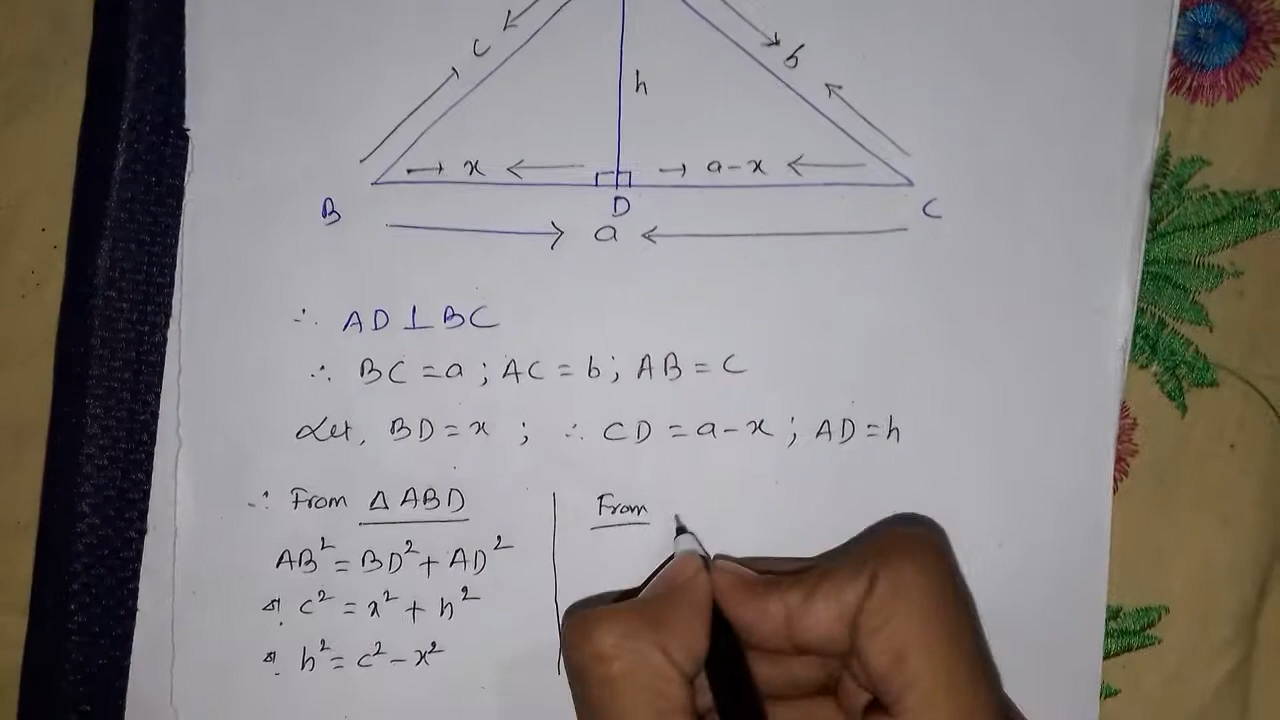 c
b
h
→ x ← → a-x ←
B D C
→ a ←
∴ AD⊥BC
∴ BC = a ; AC = b ; AB = c
Let, BD = x ; ∴ CD = a-x ; AD = h
∴ From △ABD
AB² = BD² + AD²
বা, c² = x² + h²
বা, h² = c² - x²
From